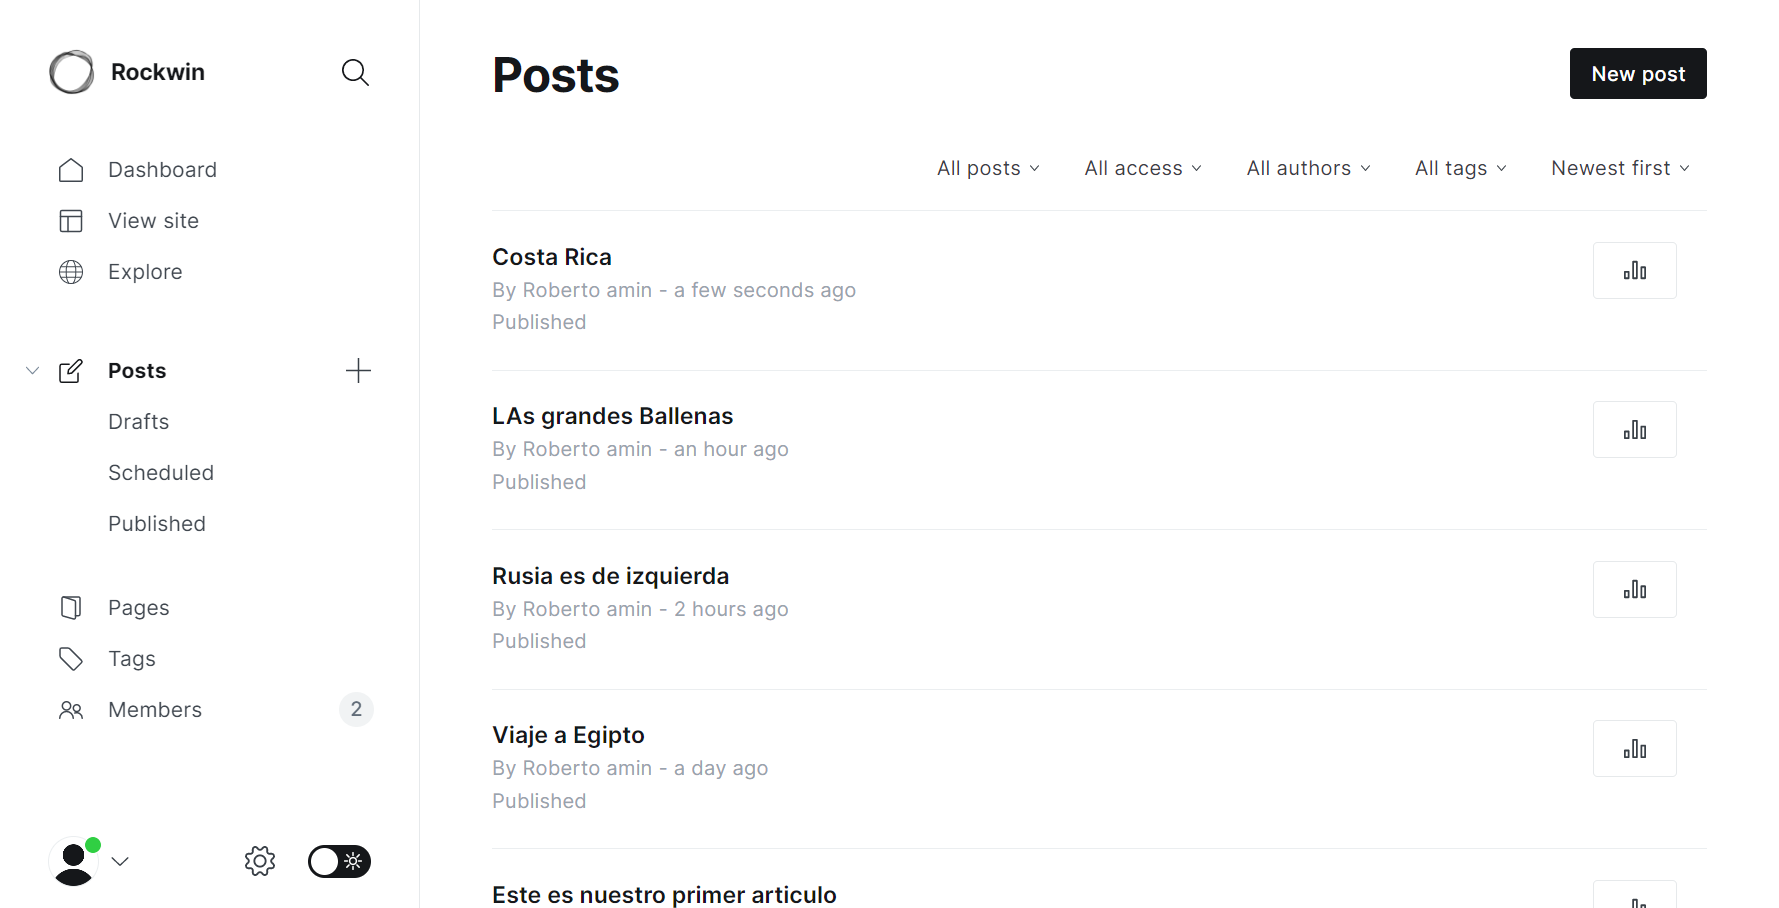 Rockwin
Dashboard
View site
Explore
Posts
Drafts
Scheduled
Published
Pages
Tags
Members 2
Posts
New post
All posts All access All authors All tags Newest first
Costa Rica
By Roberto amin - a few seconds ago
Published
LAs grandes Ballenas
By Roberto amin - an hour ago
Published
Rusia es de izquierda
By Roberto amin - 2 hours ago
Published
Viaje a Egipto
By Roberto amin - a day ago
Published
Este es nuestro primer articulo